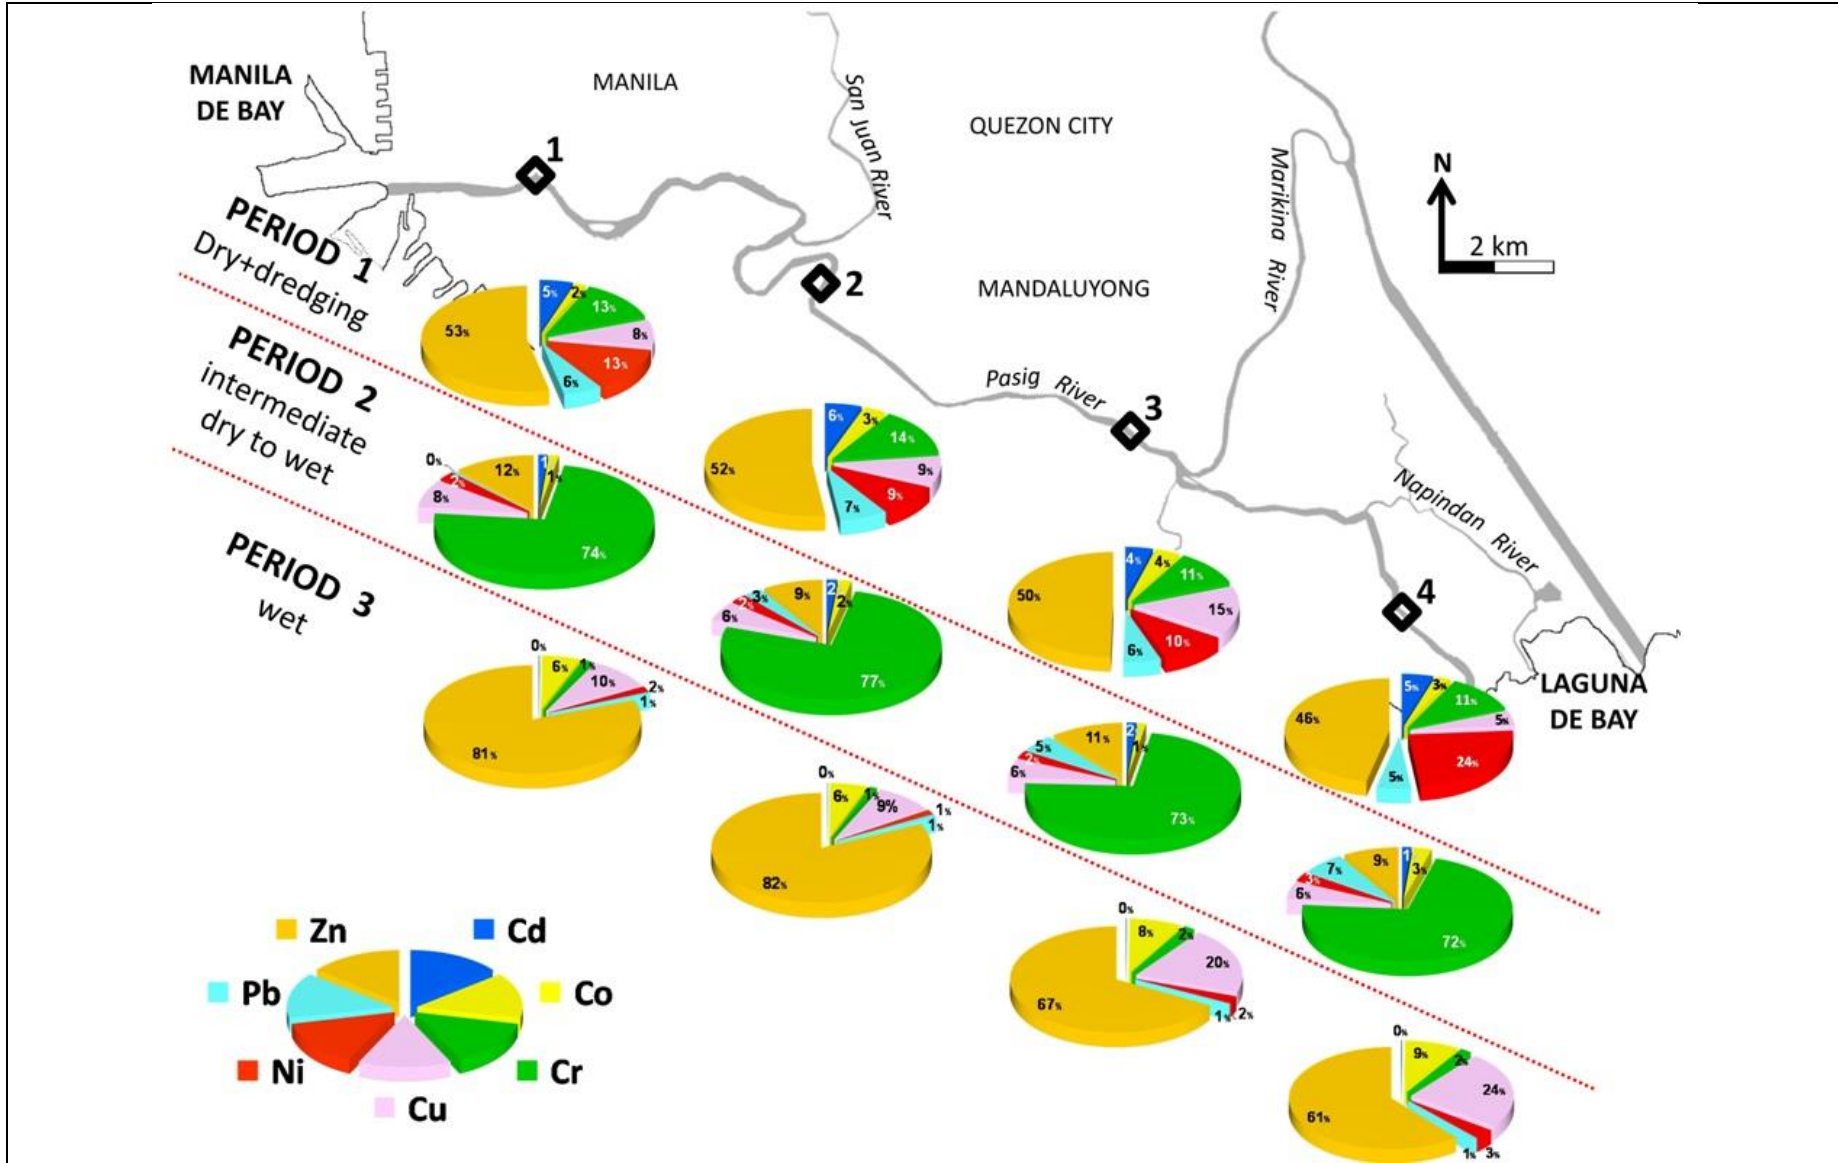 MANILA
DE BAY
MANILA
San Juan River
QUEZON CITY
Marikina River
N
2 km
1
2
MANDALUYONG
Pasig River
3
Napindan River
4
LAGUNA
DE BAY
PERIOD 1
Dry+dredging
PERIOD 2
intermediate
dry to wet
PERIOD 3
wet
5% 2% 13% 8% 13% 6% 53%
6% 3% 14% 9% 9% 7% 52%
4% 4% 11% 15% 10% 6% 50%
5% 3% 11% 5% 24% 5% 46%
1 1% 74% 8% 2% 0% 12%
2 2% 77% 6% 2% 3% 9%
2 1% 73% 6% 2% 5% 11%
1 3% 72% 6% 3% 7% 9%
0% 6% 1% 10% 2% 1% 81%
0% 6% 1% 9% 1% 1% 82%
0% 8% 2% 20% 2% 1% 67%
0% 9% 2% 24% 3% 1% 61%
Zn
Cd
Pb
Co
Ni
Cr
Cu